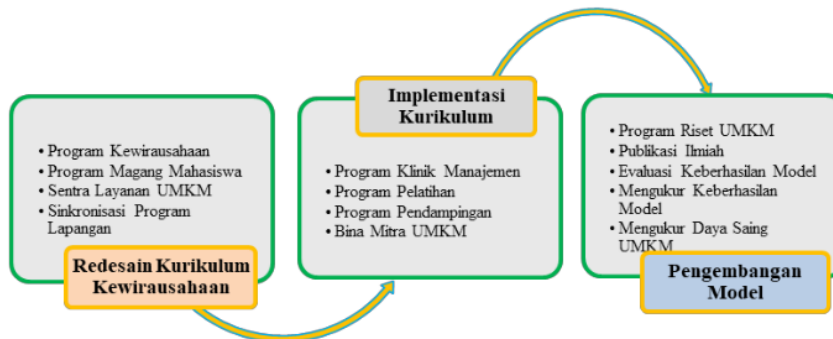 • Program Kewirausahaan
• Program Magang Mahasiswa
• Sentra Layanan UMKM
• Sinkronisasi Program
Lapangan
Redesain Kurikulum
Kewirausahaan
Implementasi
Kurikulum
• Program Klinik Manajemen
• Program Pelatihan
• Program Pendampingan
• Bina Mitra UMKM
• Program Riset UMKM
• Publikasi Ilmiah
• Evaluasi Keberhasilan Model
• Mengukur Keberhasilan
Model
• Mengukur Daya Saing
UMKM
Pengembangan
Model